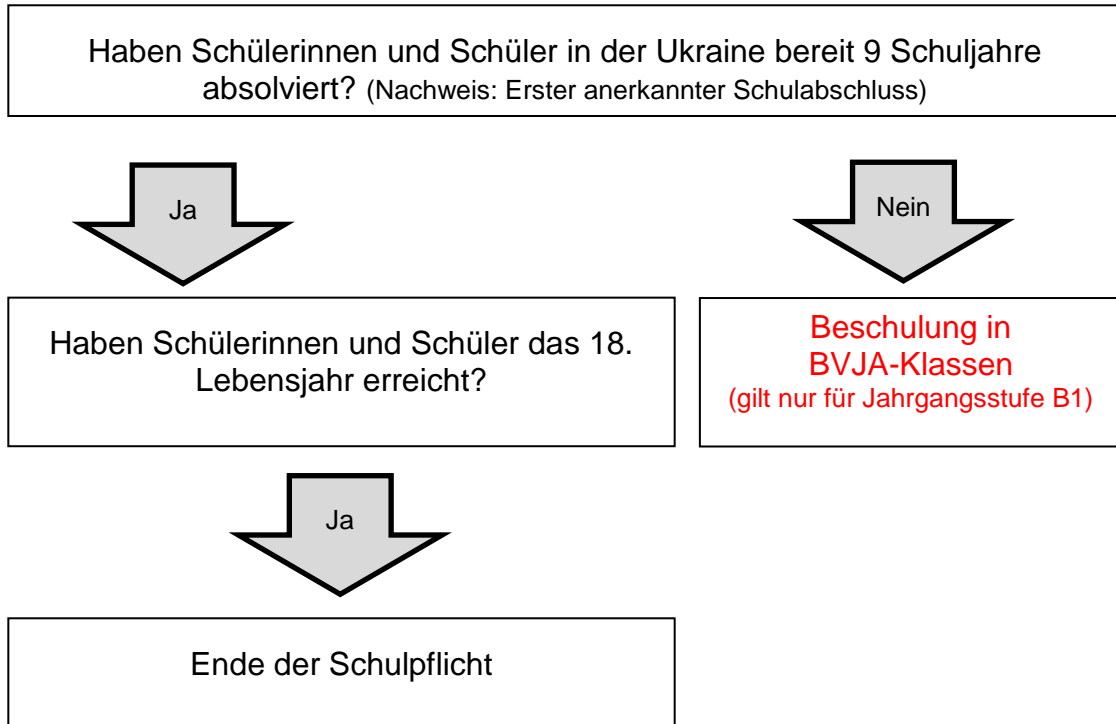 Haben Schülerinnen und Schüler in der Ukraine bereit 9 Schuljahre
absolviert? (Nachweis: Erster anerkannter Schulabschluss)
Ja
Nein
Haben Schülerinnen und Schüler das 18.
Lebensjahr erreicht?
Beschulung in
BVJA-Klassen
(gilt nur für Jahrgangsstufe B1)
Ja
Ende der Schulpflicht